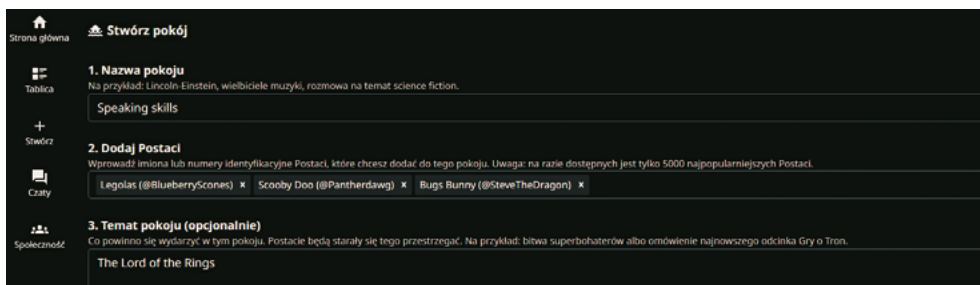 Strona główna
Tablica
Stwórz
Czaty
Społeczność
Stwórz pokój
1. Nazwa pokoju
Na przykład: Lincoln-Einstein, wielbiciele muzyki, rozmowa na temat science fiction.
Speaking skills
2. Dodaj Postaci
Wprowadź imiona lub numery identyfikacyjne Postaci, które chcesz dodać do tego pokoju. Uwaga: na razie dostępnych jest tylko 5000 najpopularniejszych Postaci.
Legolas (@BlueberryScones) x Scooby Doo (@Pantherdawg) x Bugs Bunny (@SteveTheDragon) x
3. Temat pokoju (opcjonalnie)
Co powinno się wydarzyć w tym pokoju. Postacie będą starały się tego przestrzegać. Na przykład: bitwa superbohaterów albo omówienie najnowszego odcinka Gry o Tron.
The Lord of the Rings